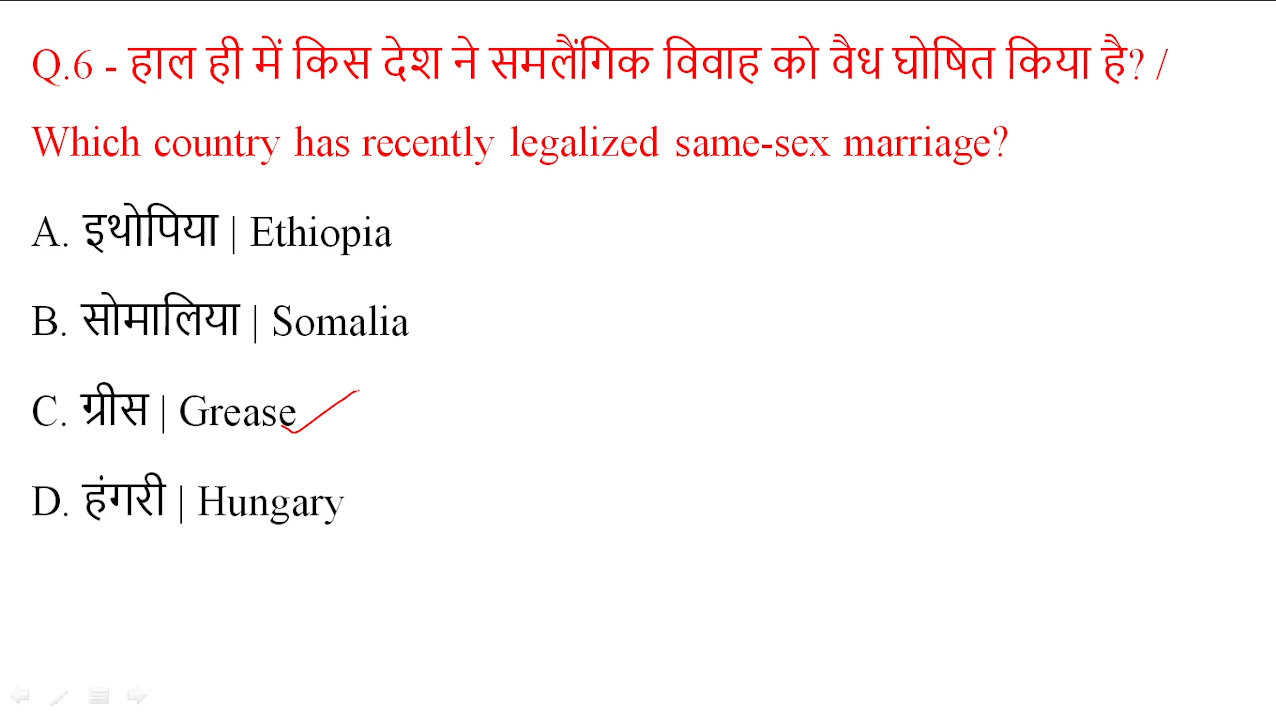 Q.6 - हाल ही में किस देश ने समलैंगिक विवाह को वैध घोषित किया है? /
Which country has recently legalized same-sex marriage?
A. इथोपिया | Ethiopia
B. सोमालिया | Somalia
C. ग्रीस | Grease
D. हंगरी | Hungary